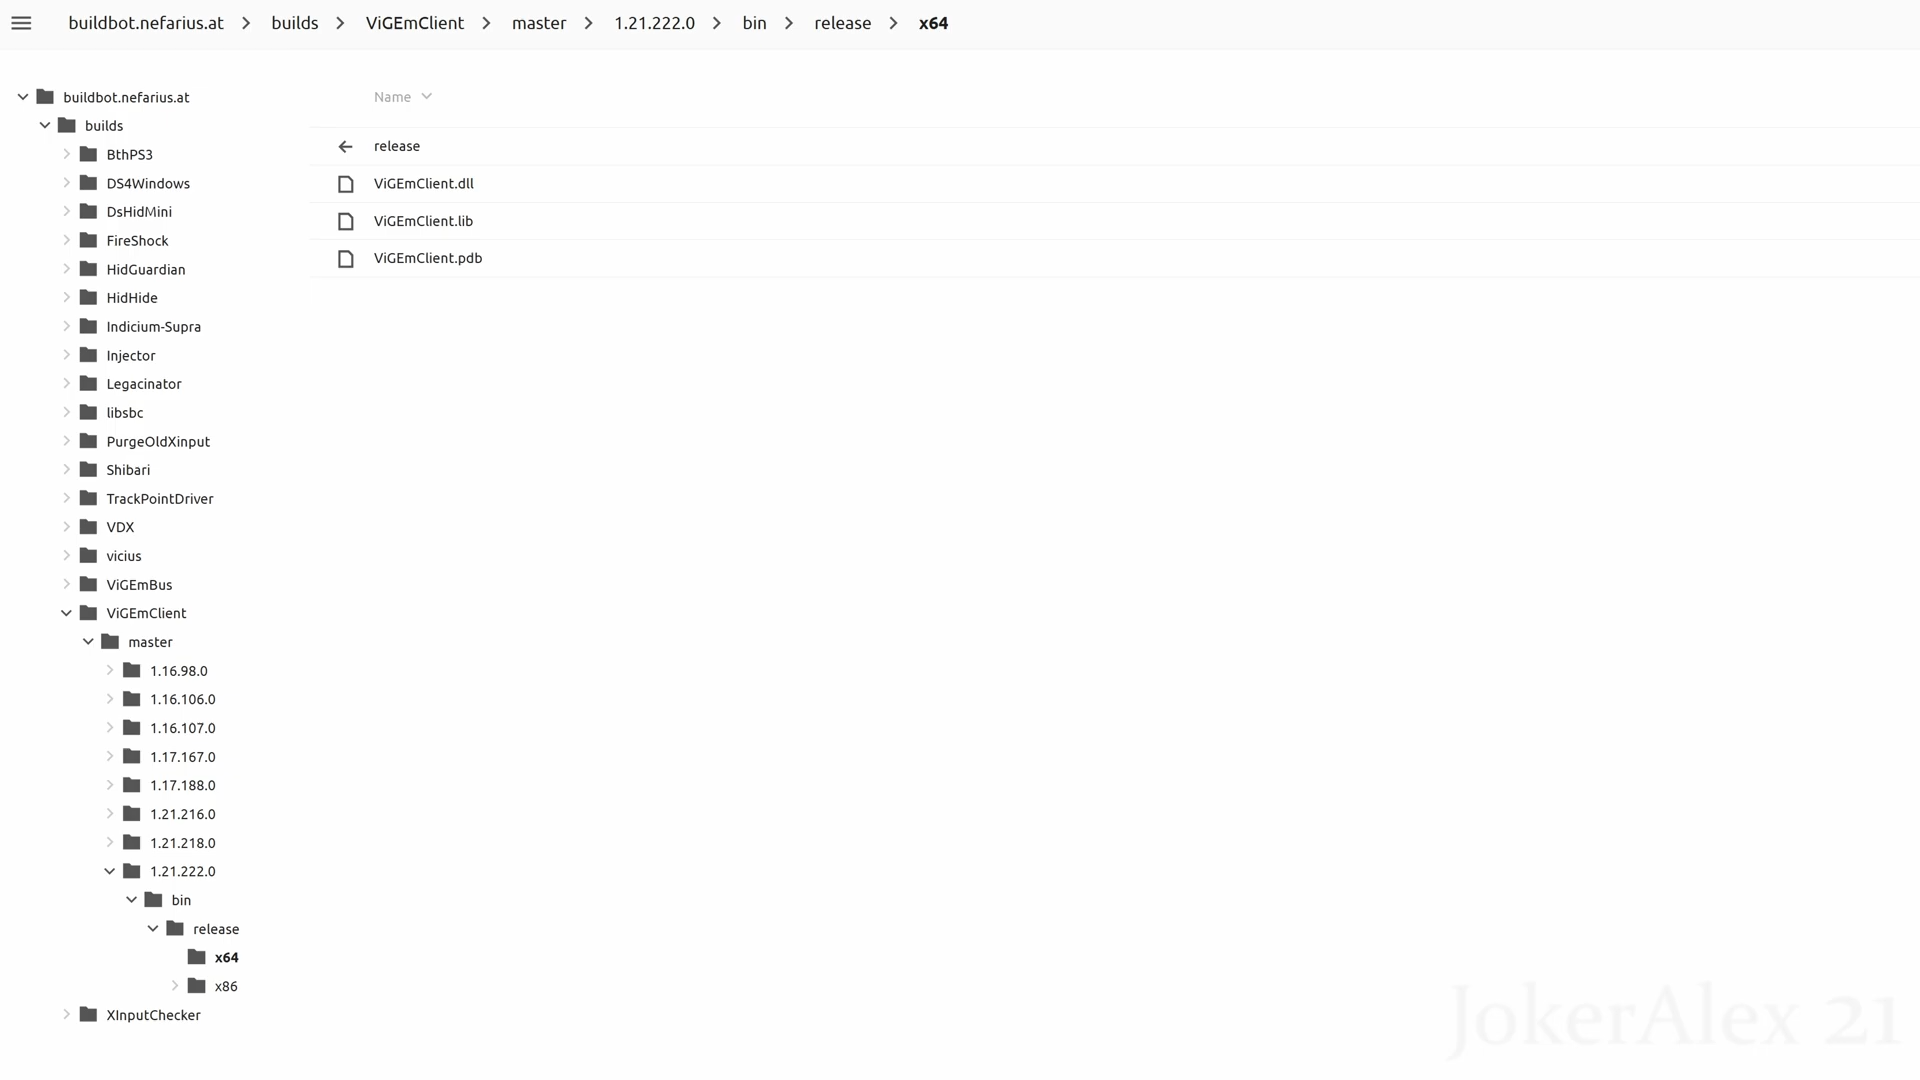 buildbot.nefarius.at > builds > ViGEmClient > master > 1.21.222.0 > bin > release > x64
buildbot.nefarius.at
builds
BthPS3
DS4Windows
DsHidMini
FireShock
HidGuardian
HidHide
Indicium-Supra
Injector
Legacinator
libsbc
PurgeOldXinput
Shibari
TrackPointDriver
VDX
vicius
ViGEmBus
ViGEmClient
master
1.16.98.0
1.16.106.0
1.16.107.0
1.17.167.0
1.17.188.0
1.21.216.0
1.21.218.0
1.21.222.0
bin
release
x64
x86
XInputChecker
Name
release
ViGEmClient.dll
ViGEmClient.lib
ViGEmClient.pdb
JokerAlex 21